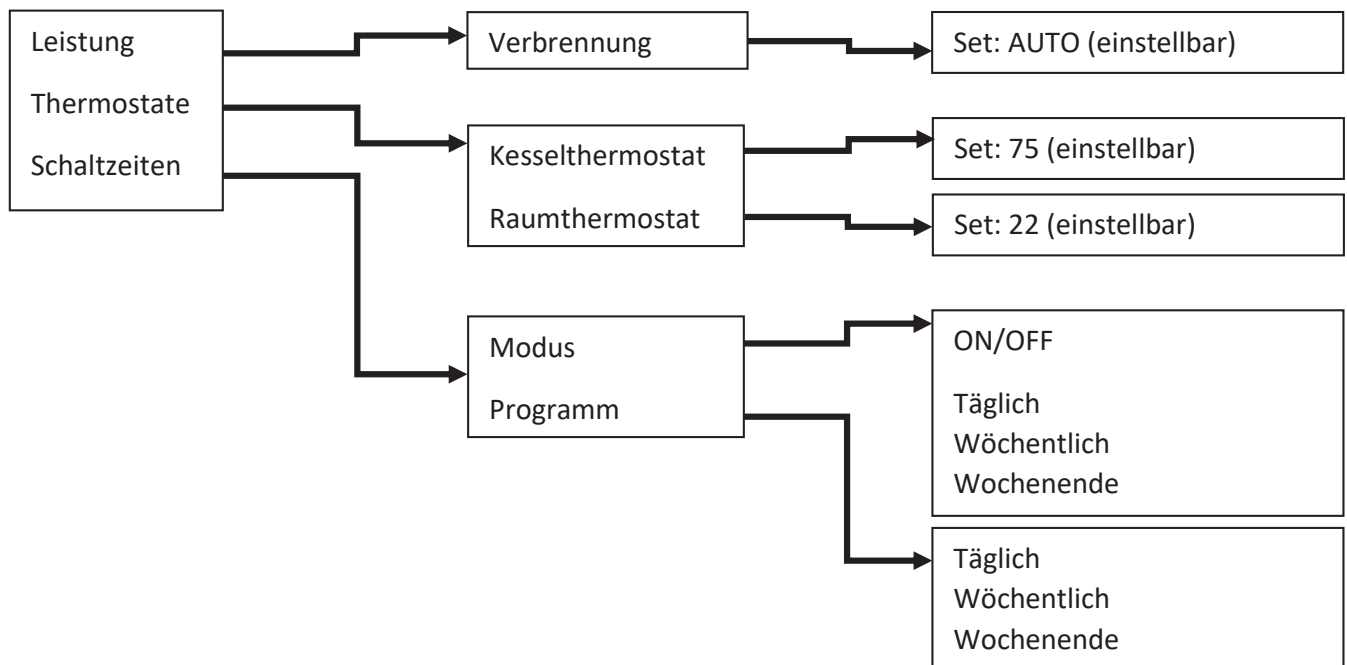 Leistung
Thermostate
Schaltzeiten
Verbrennung
Set: AUTO (einstellbar)
Kesselthermostat
Raumthermostat
Set: 75 (einstellbar)
Set: 22 (einstellbar)
Modus
Programm
ON/OFF
Täglich
Wöchentlich
Wochenende
Täglich
Wöchentlich
Wochenende